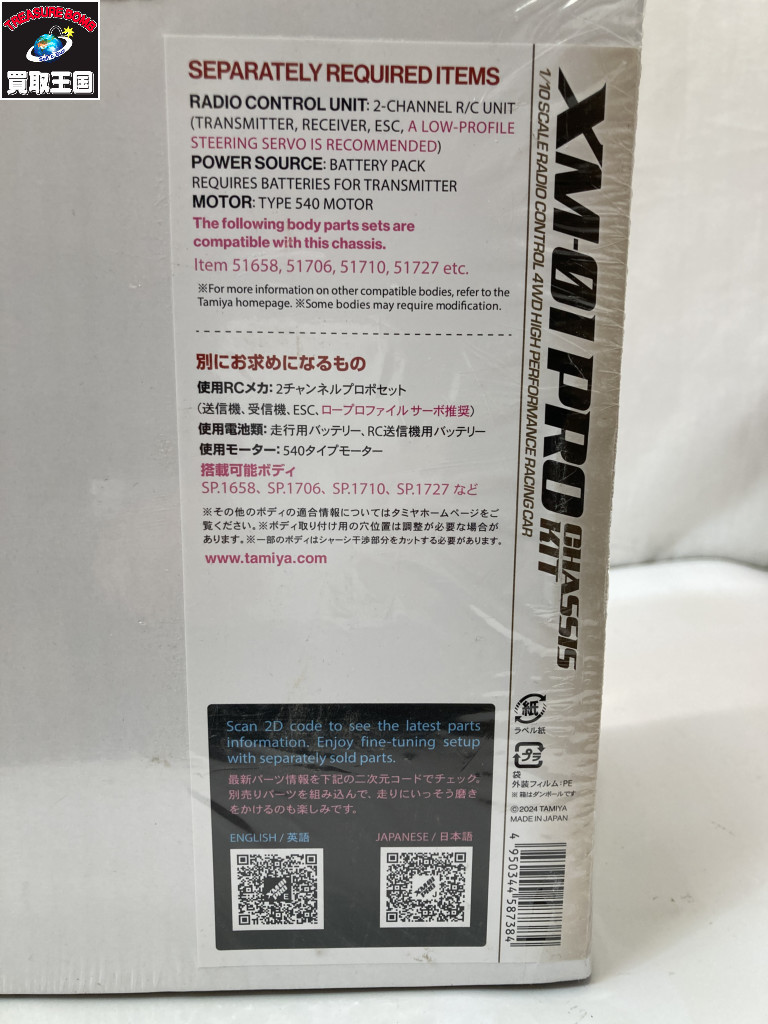 TREASURE BOMB
買取王国
SEPARATELY REQUIRED ITEMS
RADIO CONTROL UNIT: 2-CHANNEL R/C UNIT
(TRANSMITTER, RECEIVER, ESC, A LOW-PROFILE
STEERING SERVO IS RECOMMENDED)
POWER SOURCE: BATTERY PACK
REQUIRES BATTERIES FOR TRANSMITTER
MOTOR: TYPE 540 MOTOR
The following body parts sets are
compatible with this chassis.
Item 51658, 51706, 51710, 51727 etc.
※For more information on other compatible bodies, refer to the
Tamiya homepage. ※Some bodies may require modification.
別にお求めになるもの
使用RCメカ: 2チャンネルプロポセット
(送信機、受信機、ESC、ロープロファイル サーボ推奨)
使用電池類: 走行用バッテリー、RC送信機用バッテリー
使用モーター: 540タイプモーター
搭載可能ボディ
SP.1658、SP.1706、SP.1710、SP.1727 など
※その他のボディの適合情報についてはタミヤホームページをご
覧ください。※ボディ取り付け用の穴位置は調整が必要な場合が
あります。※一部のボディはシャーシ干渉部分をカットする必要があります。
www.tamiya.com
Scan 2D code to see the latest parts
information. Enjoy fine-tuning setup
with separately sold parts.
最新パーツ情報を下記の二次元コードでチェック。
別売りパーツを組み込んで、走りにいっそう磨き
をかけるのも楽しみです。
ENGLISH / 英語
JAPANESE / 日本語
XM-01 PRO CHASSIS KIT
1/10 SCALE RADIO CONTROL 4WD HIGH PERFORMANCE RACING CAR
紙
ラベル:紙
プラ
袋
外装フィルム:PE
※ 箱はダンボールです
©2024 TAMIYA
MADE IN JAPAN
4 950344 587384